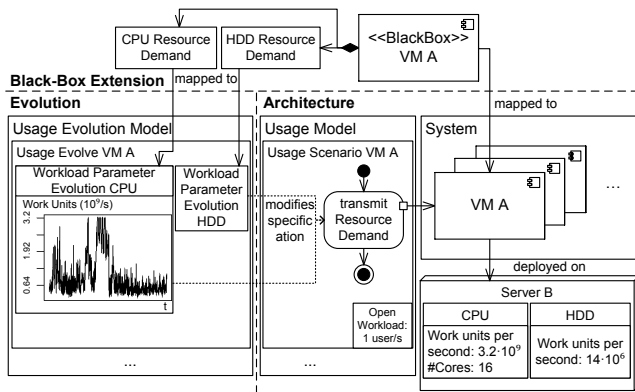 CPU Resource
Demand
HDD Resource
Demand
<<BlackBox>>
VM A
Black-Box Extension
mapped to
mapped to
Evolution
Architecture
Usage Evolution Model
Usage Evolve VM A
Workload Parameter
Evolution CPU
Work Units (10⁹/s)
3.2
1.92
0.64
t
Workload
Parameter
Evolution
HDD
...
modifies
specific
ation
Usage Model
Usage Scenario VM A
transmit
Resource
Demand
Open
Workload:
1 user/s
...
System
VM A
...
deployed on
Server B
CPU
Work units per
second: 3.2·10⁹
#Cores: 16
HDD
Work units per
second: 14·10⁶